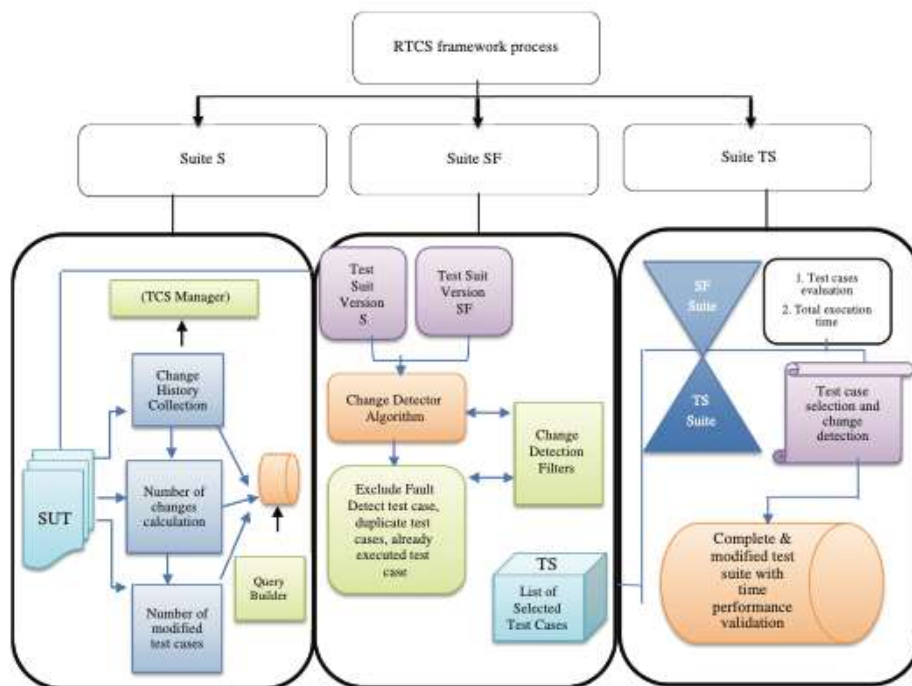 RTCS framework process
Suite S
Suite SF
Suite TS
(TCS Manager)
Change
History
Collection
SUT
Number of
changes
calculation
Number of
modified
test cases
Query
Builder
Test
Suit
Version
S
Test Suit
Version
SF
Change Detector
Algorithm
Change
Detection
Filters
Exclude Fault
Detect test case,
duplicate test
cases, already
executed test
case
TS
List of
Selected
Test Cases
SF
Suite
TS
Suite
1. Test cases
evaluation
2. Total execution
time
Test case
selection and
change
detection
Complete &
modified test
suite with
time
performance
validation